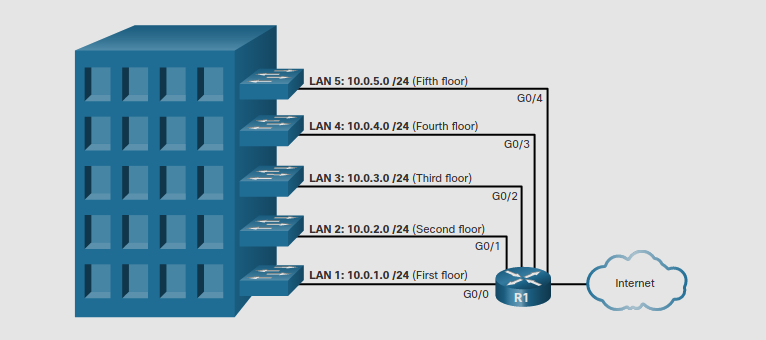 LAN 5: 10.0.5.0 /24 (Fifth floor)
G0/4
LAN 4: 10.0.4.0 /24 (Fourth floor)
G0/3
LAN 3: 10.0.3.0 /24 (Third floor)
G0/2
LAN 2: 10.0.2.0 /24 (Second floor)
G0/1
LAN 1: 10.0.1.0 /24 (First floor)
G0/0
R1
Internet